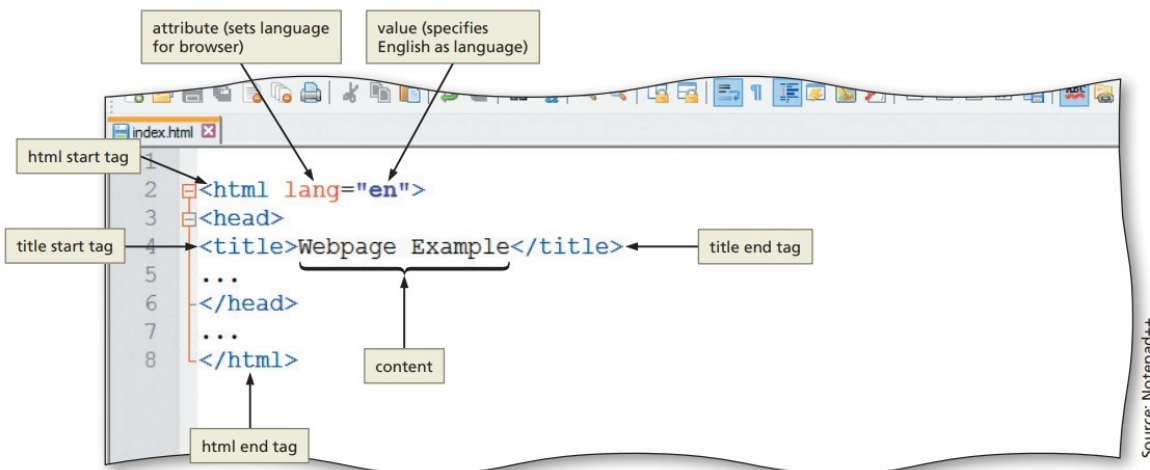 attribute (sets language
for browser)
value (specifies
English as language)
index.html
html start tag
1
2 <html lang="en">
3 <head>
title start tag
4 <title>Webpage Example</title>
title end tag
5 ...
6 </head>
7 ...
8 </html>
content
html end tag
Source: Notepad++